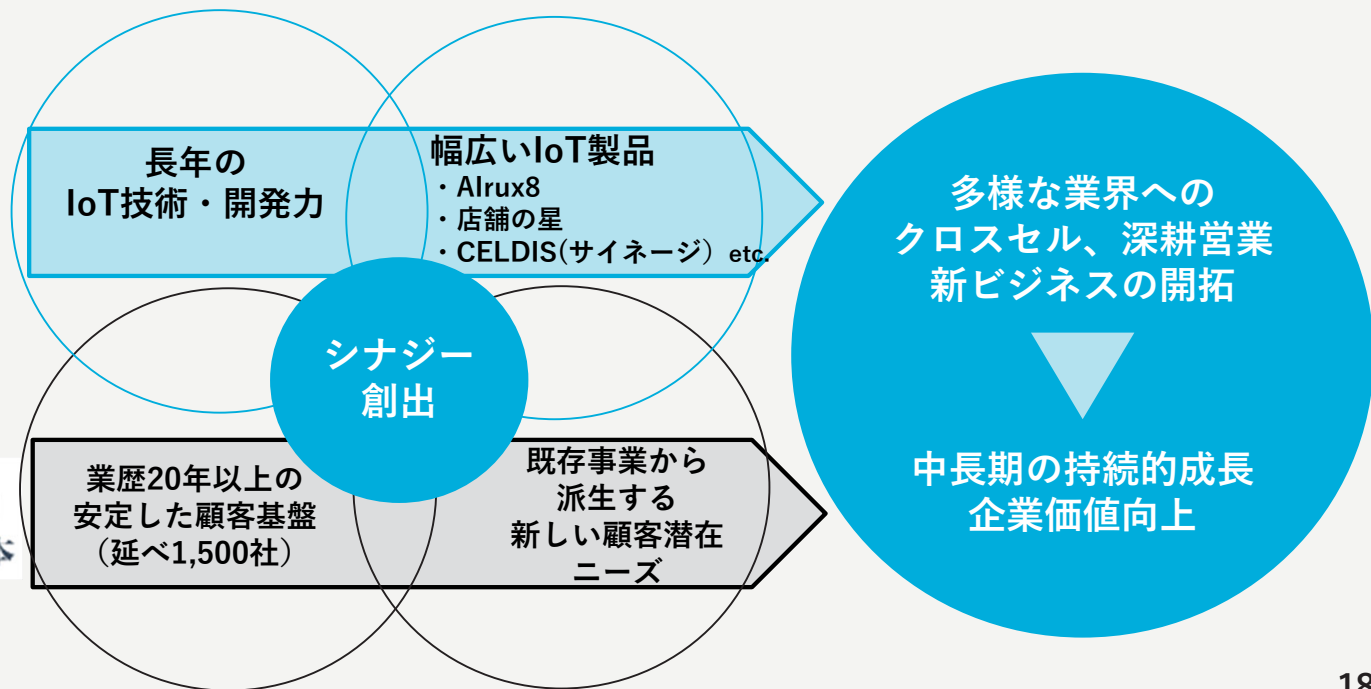 長年の
IoT技術・開発力
幅広いIoT製品
・AIrux8
・店舗の星
・CELDIS(サイネージ）etc.
シナジー
創出
業歴20年以上の
安定した顧客基盤
（延べ1,500社）
既存事業から
派生する
新しい顧客潜在
ニーズ
多様な業界への
クロスセル、深耕営業
新ビジネスの開拓
中長期の持続的成長
企業価値向上
18